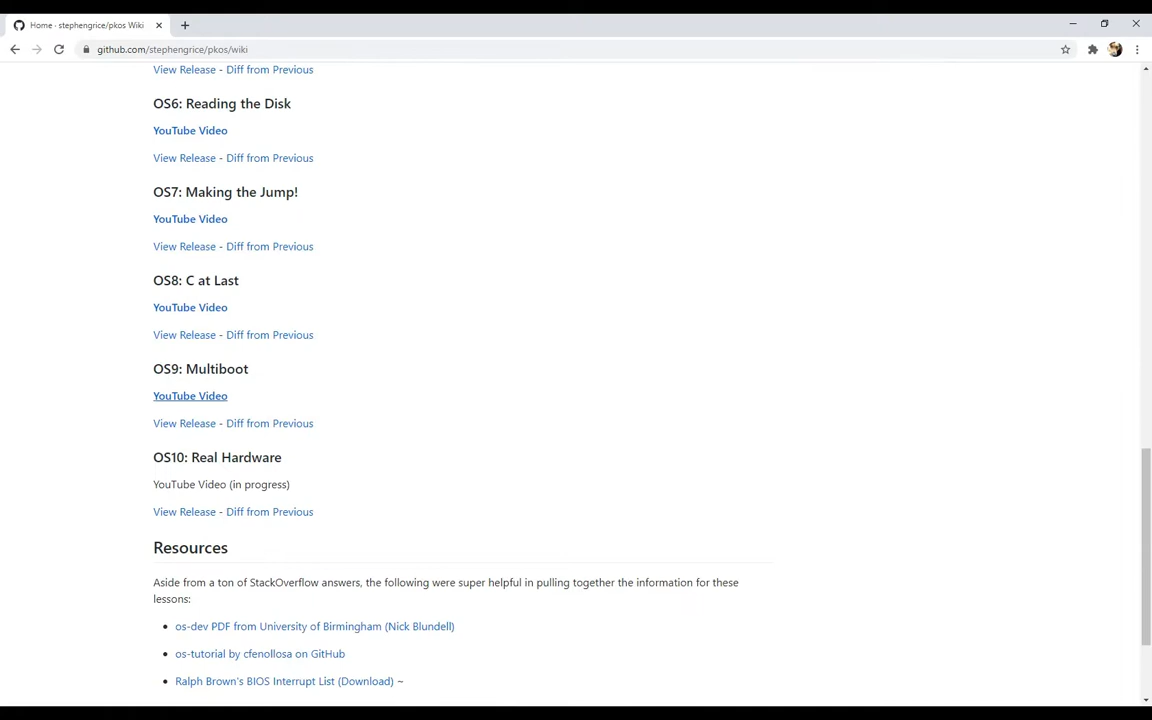 Home · stephengrice/pkos Wiki
github.com/stephengrice/pkos/wiki
View Release - Diff from Previous
OS6: Reading the Disk
YouTube Video
View Release - Diff from Previous
OS7: Making the Jump!
YouTube Video
View Release - Diff from Previous
OS8: C at Last
YouTube Video
View Release - Diff from Previous
OS9: Multiboot
YouTube Video
View Release - Diff from Previous
OS10: Real Hardware
YouTube Video (in progress)
View Release - Diff from Previous
Resources
Aside from a ton of StackOverflow answers, the following were super helpful in pulling together the information for these
lessons:
os-dev PDF from University of Birmingham (Nick Blundell)
os-tutorial by cfenollosa on GitHub
Ralph Brown's BIOS Interrupt List (Download) ~